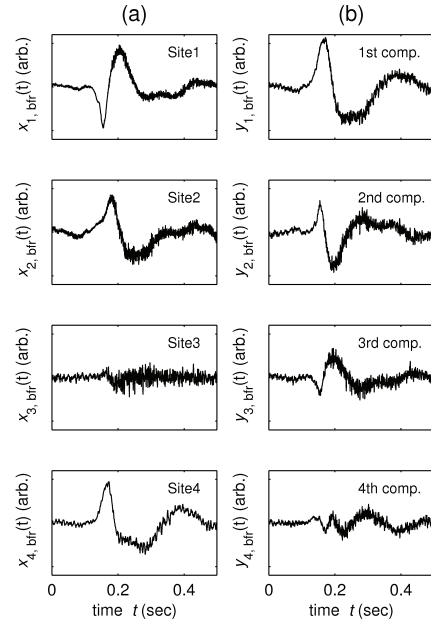 (a) (b)
x1, bfr(t) (arb.) Site1
y1, bfr(t) (arb.) 1st comp.
x2, bfr(t) (arb.) Site2
y2, bfr(t) (arb.) 2nd comp.
x3, bfr(t) (arb.) Site3
y3, bfr(t) (arb.) 3rd comp.
x4, bfr(t) (arb.) Site4
y4, bfr(t) (arb.) 4th comp.
0 0.2 0.4 0 0.2 0.4
time t (sec) time t (sec)